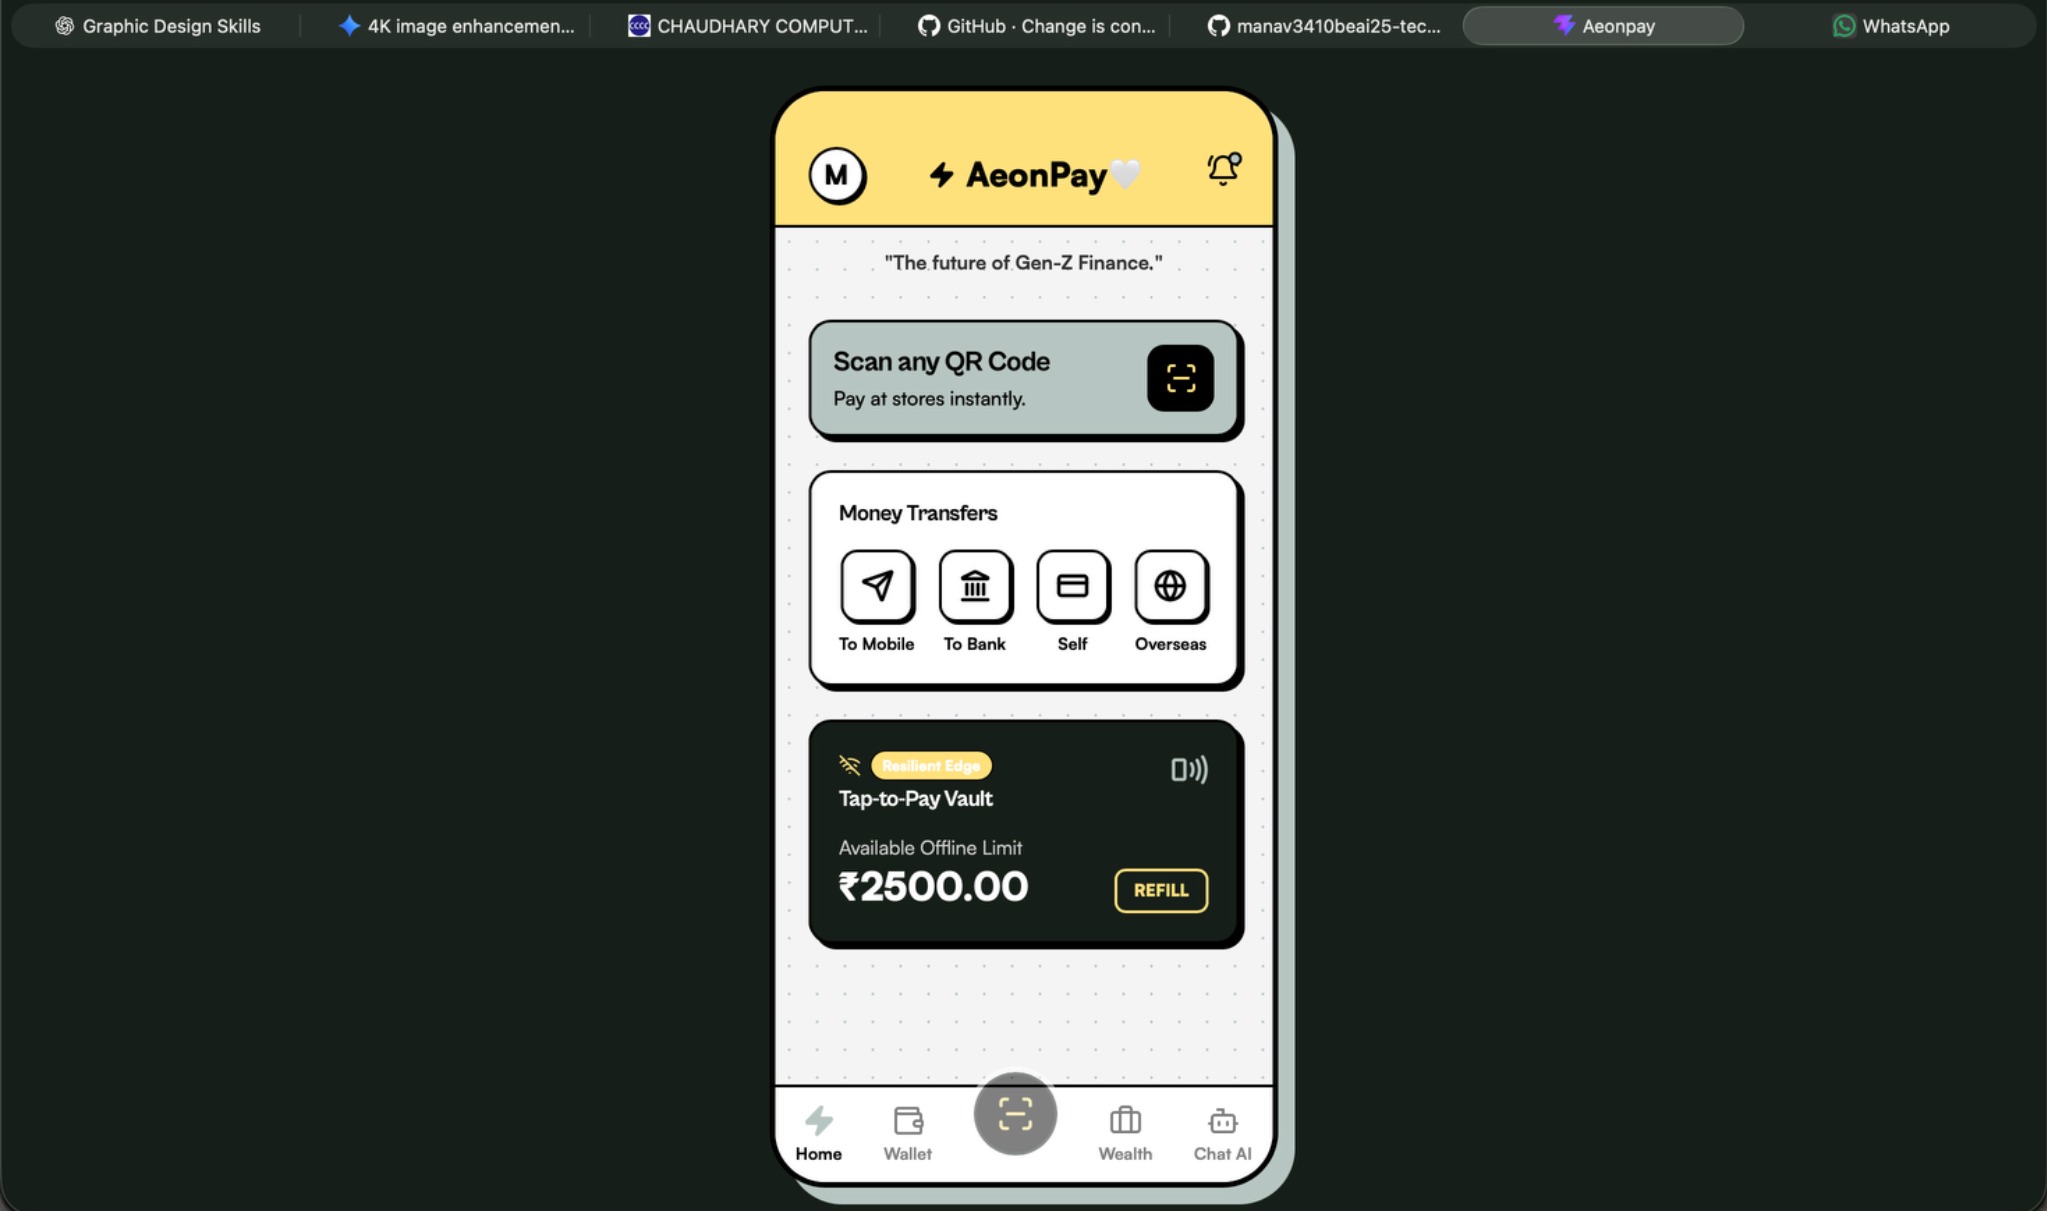 Graphic Design Skills
4K image enhancemen...
CHAUDHARY COMPUT...
GitHub · Change is con...
manav3410beai25-tec...
Aeonpay
WhatsApp
M
AeonPay🤍
"The future of Gen-Z Finance."
Scan any QR Code
Pay at stores instantly.
Money Transfers
To Mobile
To Bank
Self
Overseas
Resilient Edge
Tap-to-Pay Vault
Available Offline Limit
₹2500.00
REFILL
Home
Wallet
Wealth
Chat AI